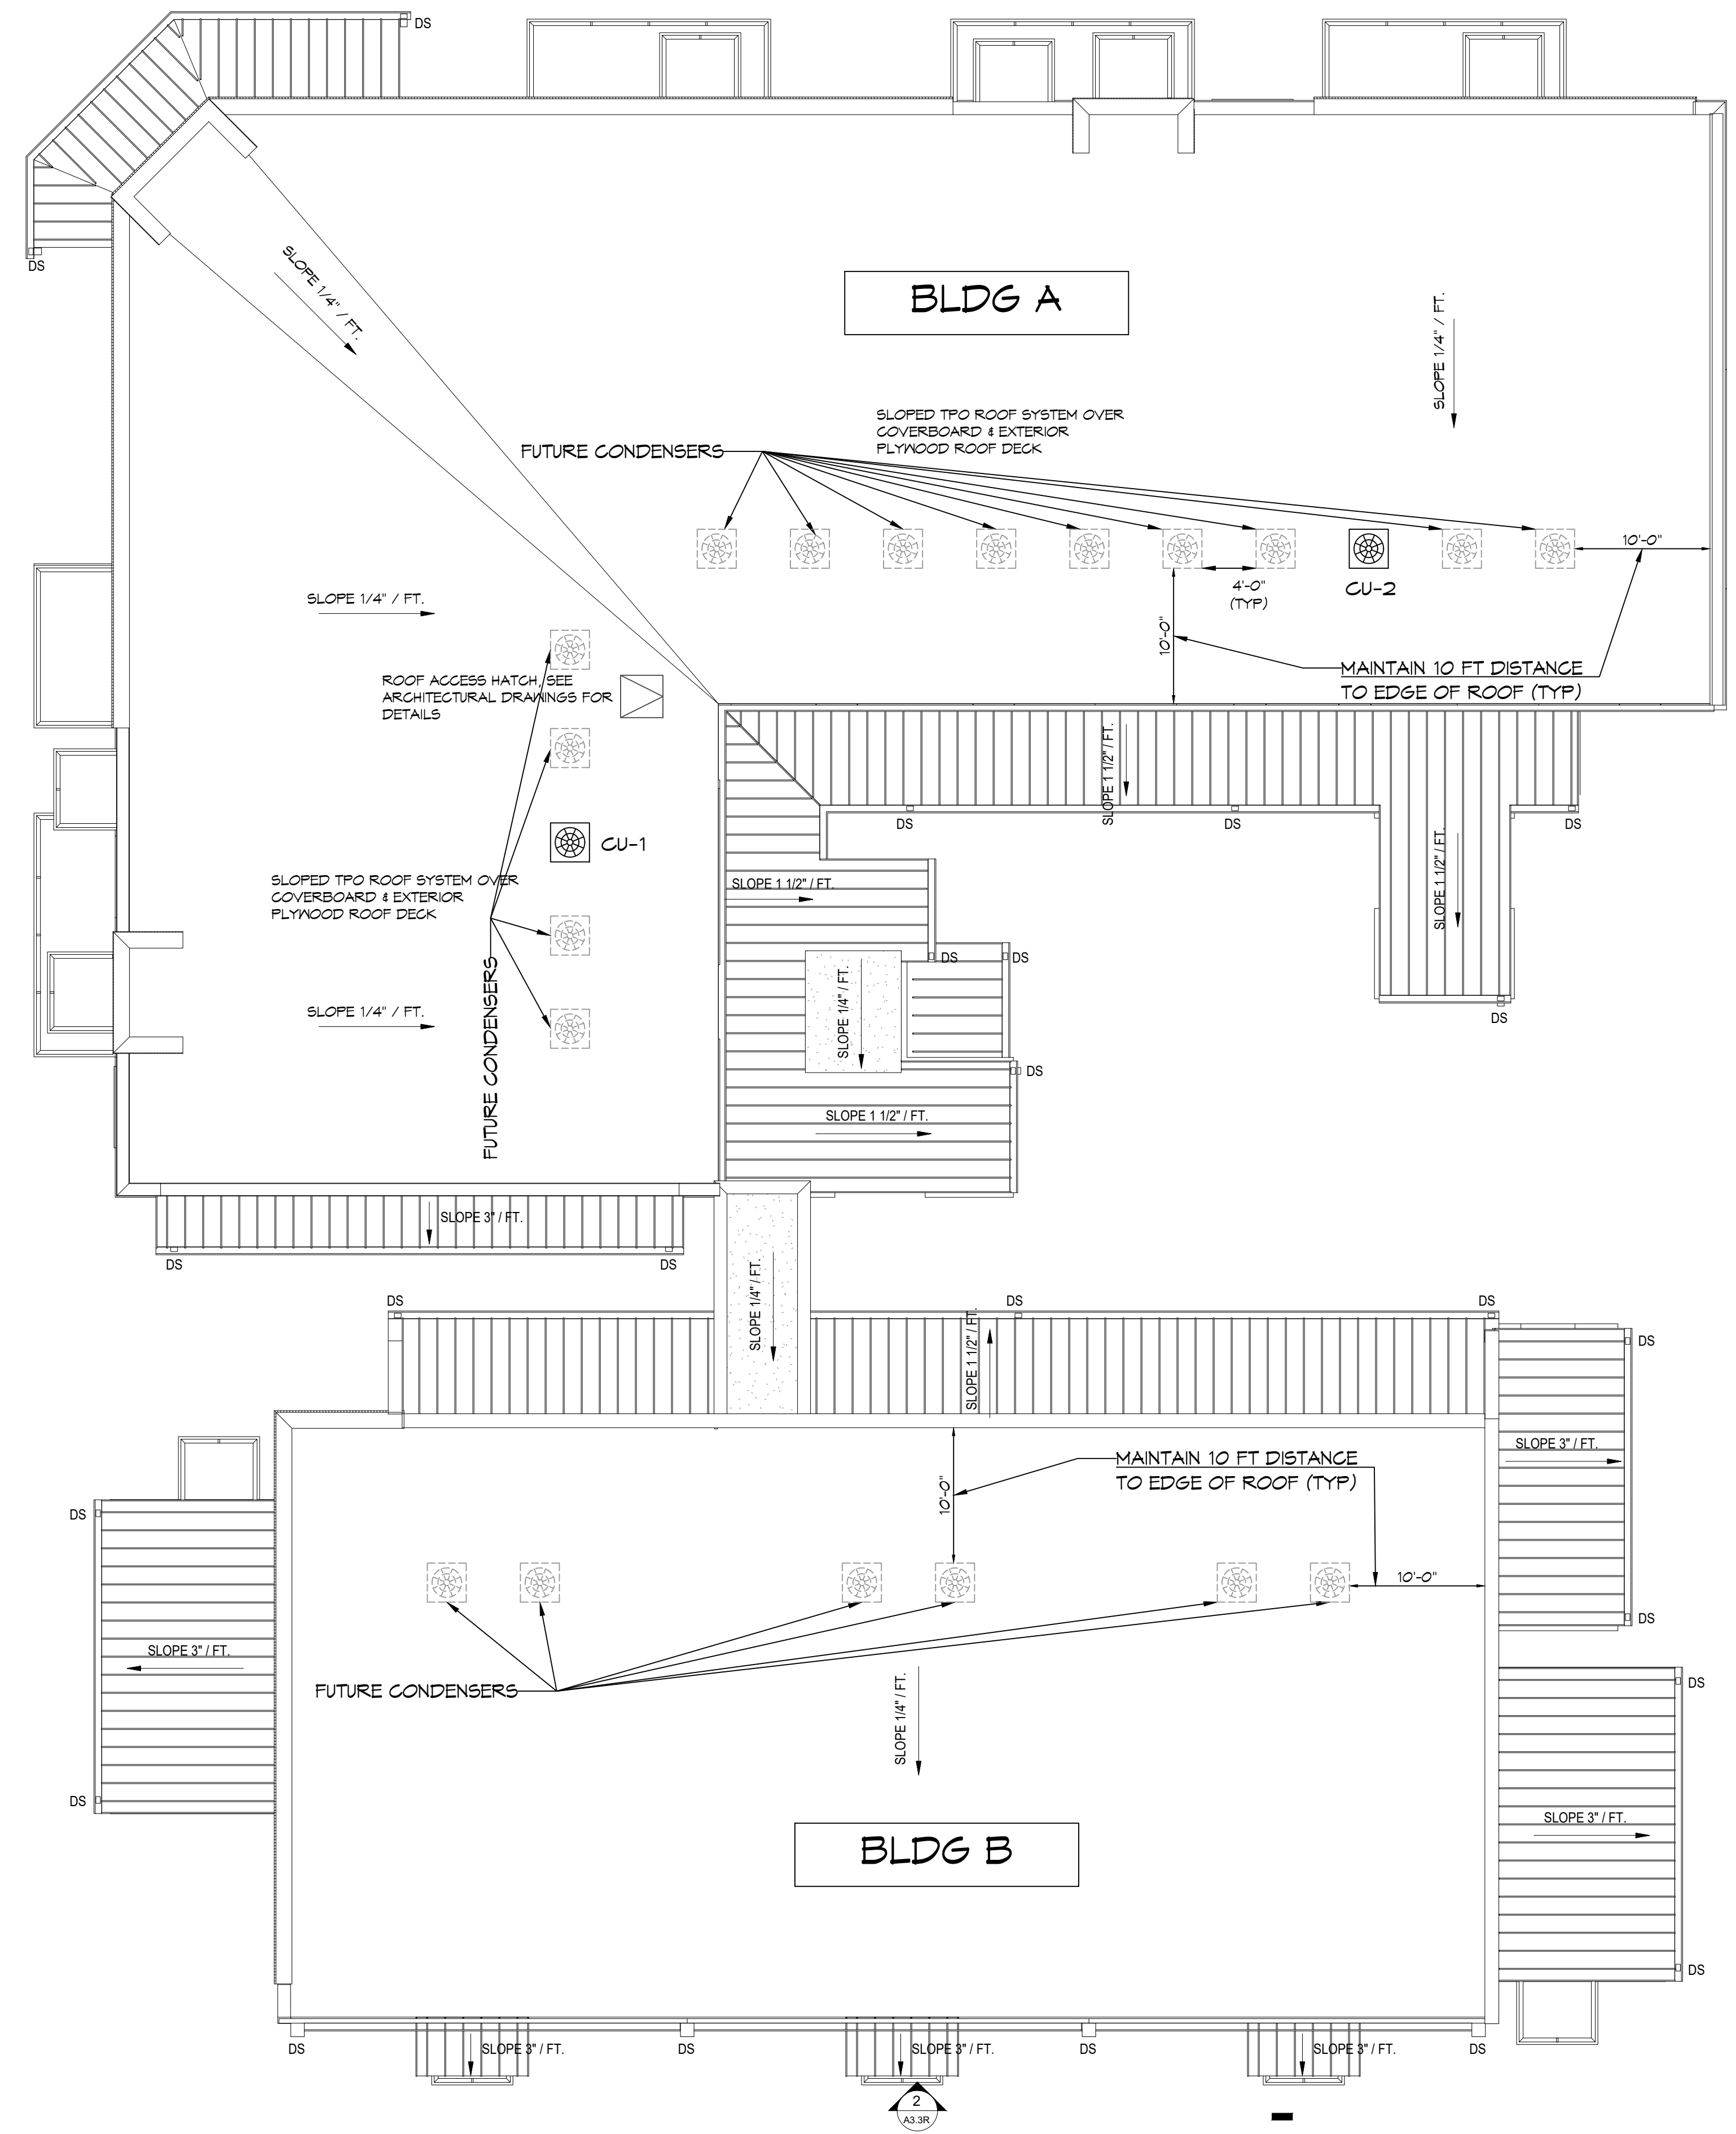 DS
DS
SLOPE 1/4" / FT.
BLDG A
SLOPE 1/4" / FT.
SLOPED TPO ROOF SYSTEM OVER
COVERBOARD & EXTERIOR
PLYWOOD ROOF DECK
FUTURE CONDENSERS
10'-0"
4'-0"
(TYP)
CU-2
10'-0"
MAINTAIN 10 FT DISTANCE
TO EDGE OF ROOF (TYP)
SLOPE 1/4" / FT.
ROOF ACCESS HATCH, SEE
ARCHITECTURAL DRAWINGS FOR
DETAILS
CU-1
SLOPED TPO ROOF SYSTEM OVER
COVERBOARD & EXTERIOR
PLYWOOD ROOF DECK
FUTURE CONDENSERS
SLOPE 1/4" / FT.
SLOPE 1 1/2" / FT.
DS
DS
DS
SLOPE 1 1/2" / FT.
SLOPE 1 1/2" / FT.
DS
DS
DS
SLOPE 1/4" / FT.
DS
SLOPE 1 1/2" / FT.
SLOPE 3" / FT.
DS
DS
SLOPE 1/4" / FT.
DS
DS
DS
SLOPE 1 1/2" / FT.
DS
SLOPE 3" / FT.
DS
MAINTAIN 10 FT DISTANCE
TO EDGE OF ROOF (TYP)
10'-0"
10'-0"
DS
SLOPE 3" / FT.
DS
FUTURE CONDENSERS
SLOPE 1/4" / FT.
DS
SLOPE 3" / FT.
DS
BLDG B
DS
SLOPE 3" / FT.
DS
SLOPE 3" / FT.
DS
SLOPE 3" / FT.
DS
2
A3.3R